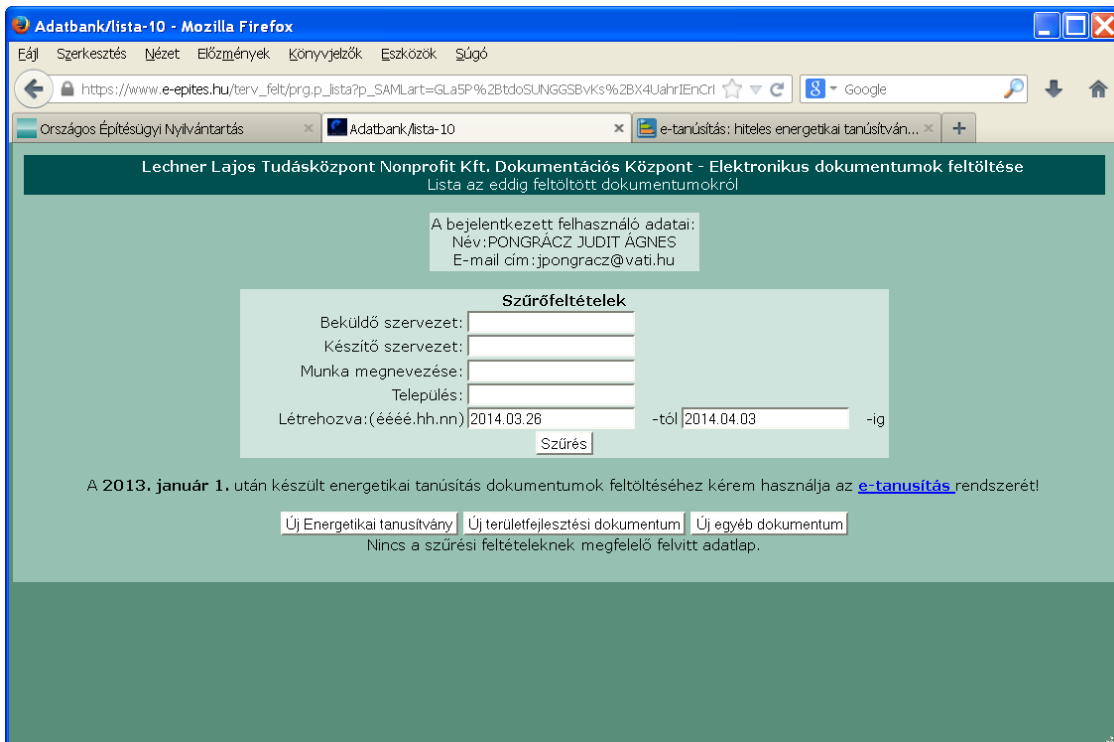 Adatbank/lista-10 - Mozilla Firefox
Fájl Szerkesztés Nézet Előzmények Könyvjelzők Eszközök Súgó
https://www.e-epites.hu/terv_felt/prg.p_lista?p_SAMLart=GLa5P%2BtdoSUNGGSBvKs%2BX4UahrIEnCrl Google
Országos Építésügyi Nyilvántartás Adatbank/lista-10 e-tanúsítás: hiteles energetikai tanúsítván...
Lechner Lajos Tudásközpont Nonprofit Kft. Dokumentációs Központ - Elektronikus dokumentumok feltöltése
Lista az eddig feltöltött dokumentumokról
A bejelentkezett felhasználó adatai:
Név:PONGRÁCZ JUDIT ÁGNES
E-mail cím:jpongracz@vati.hu
Szűrőfeltételek
Beküldő szervezet:
Készítő szervezet:
Munka megnevezése:
Település:
Létrehozva:(éééé.hh.nn) 2014.03.26 -tól 2014.04.03 -ig
Szűrés
A 2013. január 1. után készült energetikai tanúsítás dokumentumok feltöltéséhez kérem használja az e-tanusítás rendszerét!
Új Energetikai tanusítvány Új területfejlesztési dokumentum Új egyéb dokumentum
Nincs a szűrési feltételeknek megfelelő felvitt adatlap.